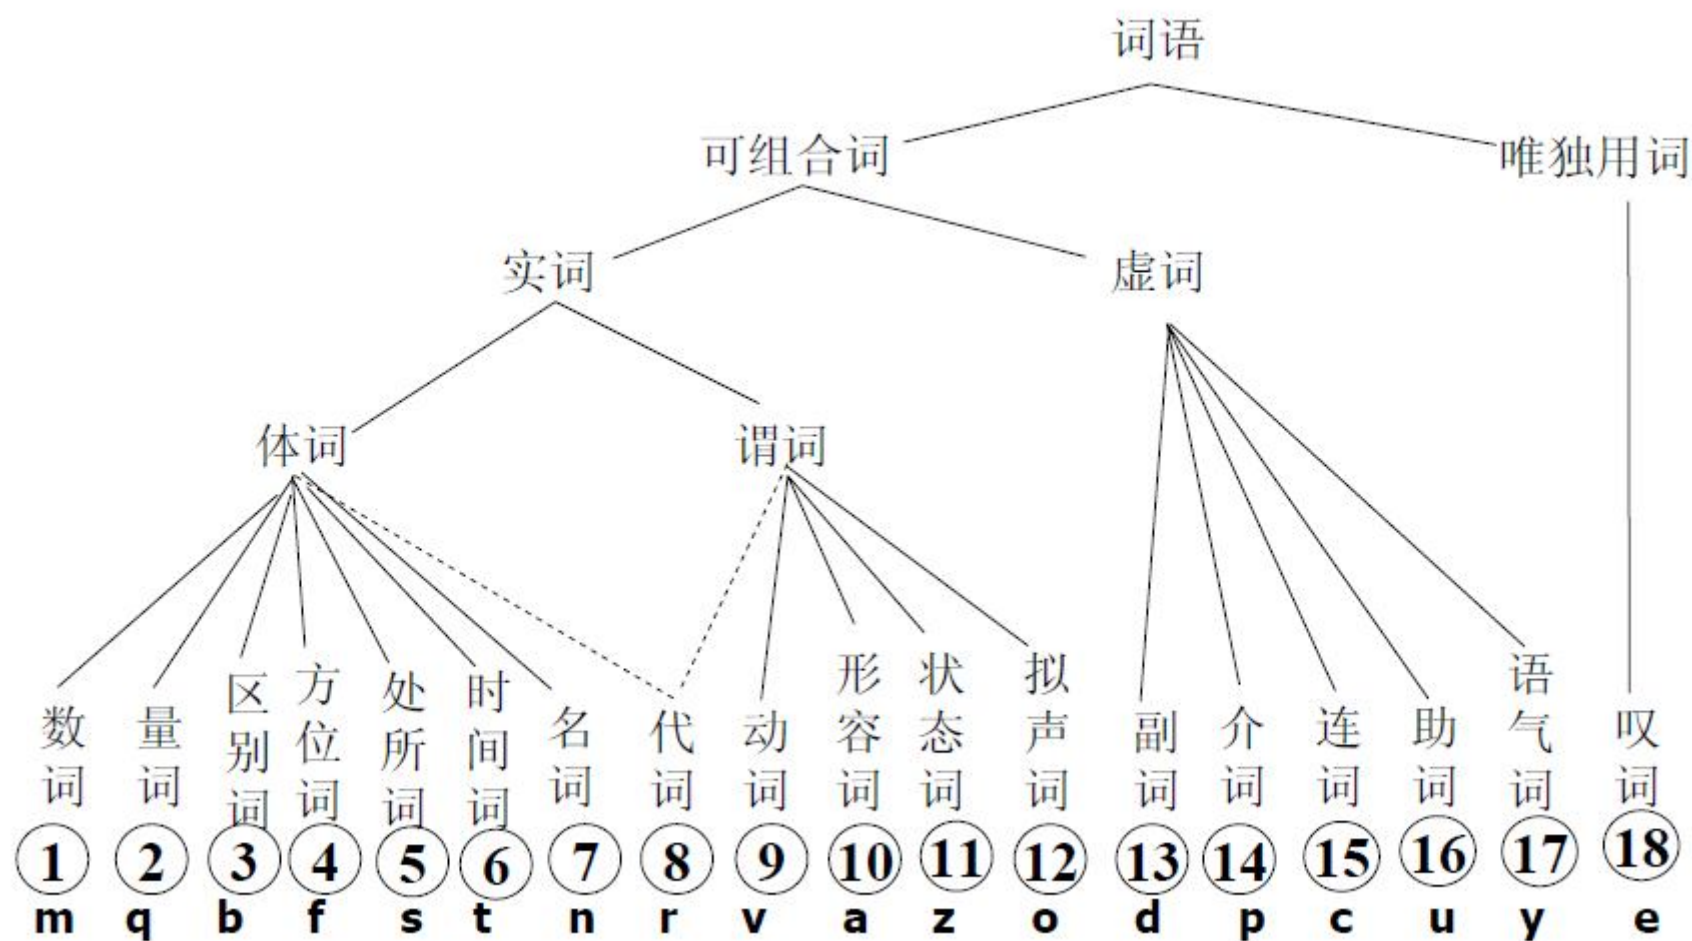 词语
可组合词
唯独用词
实词
虚词
体词
谓词
数词
量词
区别词
方位词
处所词
时间词
名词
代词
动词
形容词
状态词
拟声词
副词
介词
连词
助词
语气词
叹词
1 2 3 4 5 6 7 8 9 10 11 12 13 14 15 16 17 18
m q b f s t n r v a z o d p c u y e